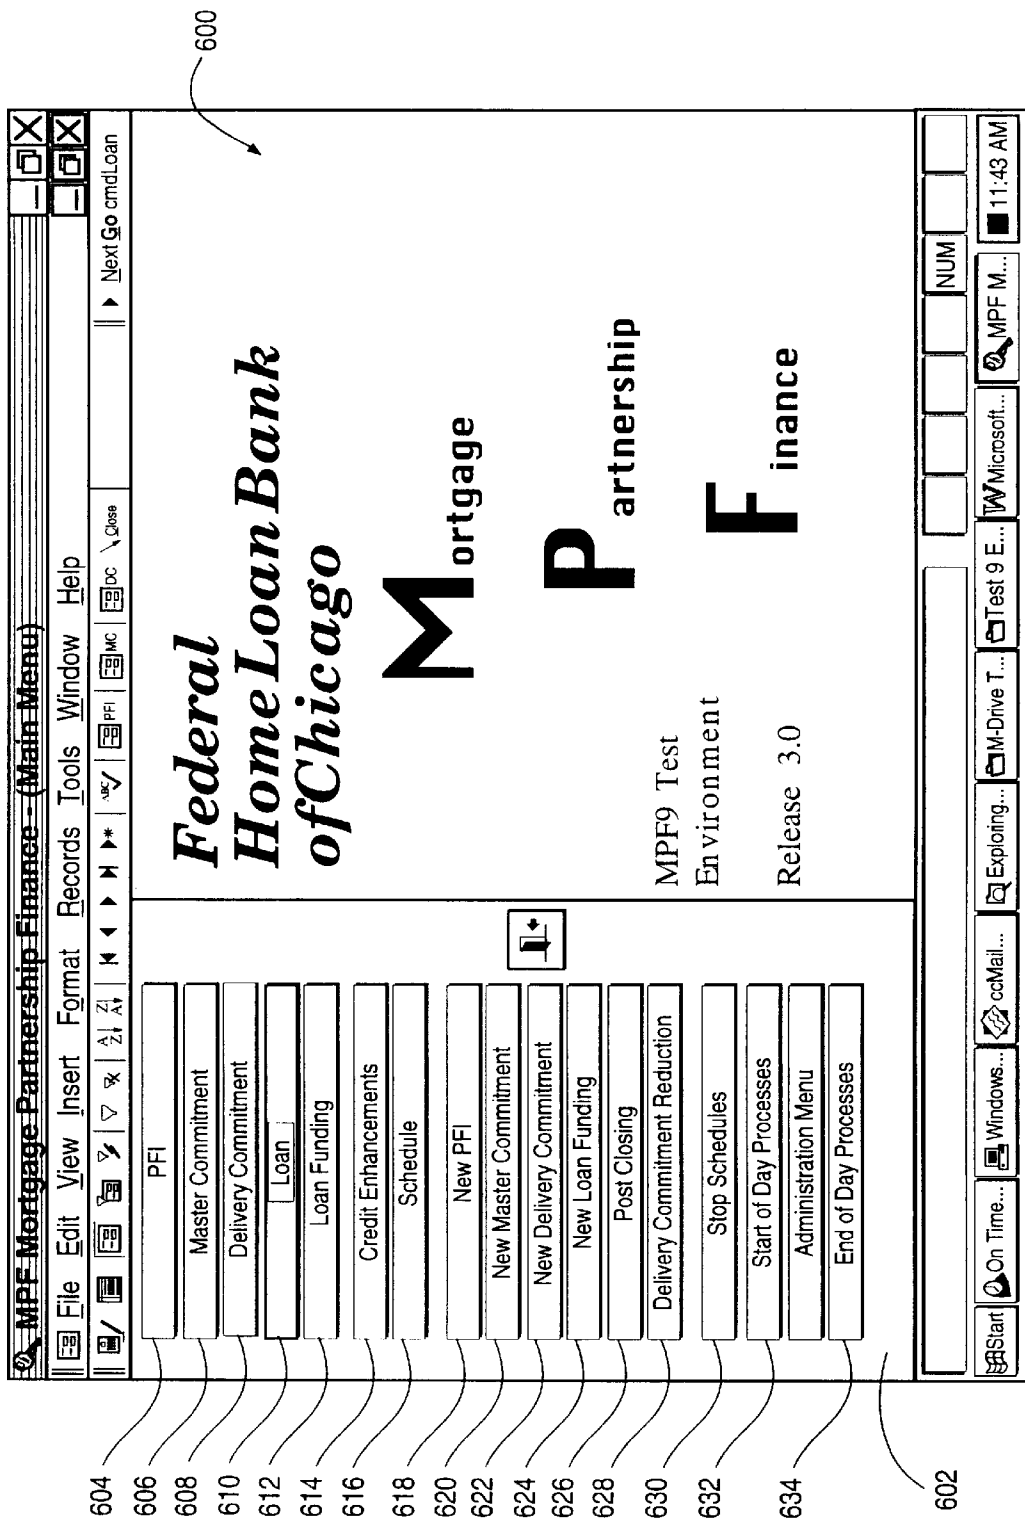 MPF Mortgage Partnership Finance - (Main Menu)
File Edit View Insert Format Records Tools Window Help
ABC PFI MC DC Close Next Go cmdLoan
PFI
Master Commitment
Delivery Commitment
Loan
Loan Funding
Credit Enhancements
Schedule
New PFI
New Master Commitment
New Delivery Commitment
New Loan Funding
Post Closing
Delivery Commitment Reduction
Stop Schedules
Start of Day Processes
Administration Menu
End of Day Processes
Federal
Home Loan Bank
of Chicago
Mortgage
Partnership
Finance
MPF9 Test
Environment
Release 3.0
NUM
Start On Time... Windows... ccMail... Exploring... M-Drive T... Test 9 E... Microsoft... MPF M... 11:43 AM
600
602
604
606
608
610
612
614
616
618
620
622
624
626
628
630
632
634